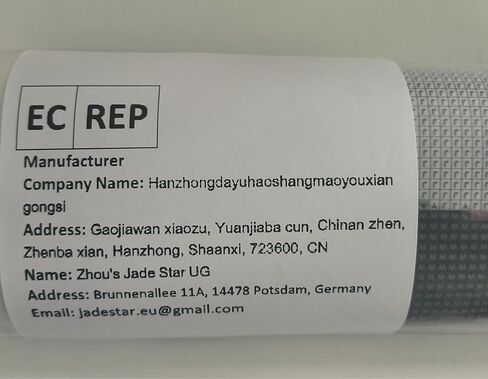 EC REP
Manufacturer
Company Name: Hanzhongdayuhaoshangmaoyouxian
gongsi
Address: Gaojiawan xiaozu, Yuanjiaba cun, Chinan zhen,
Zhenba xian, Hanzhong, Shaanxi, 723600, CN
Name: Zhou's Jade Star UG
Address: Brunnenallee 11A, 14478 Potsdam, Germany
Email: jadestar.eu@gmail.com